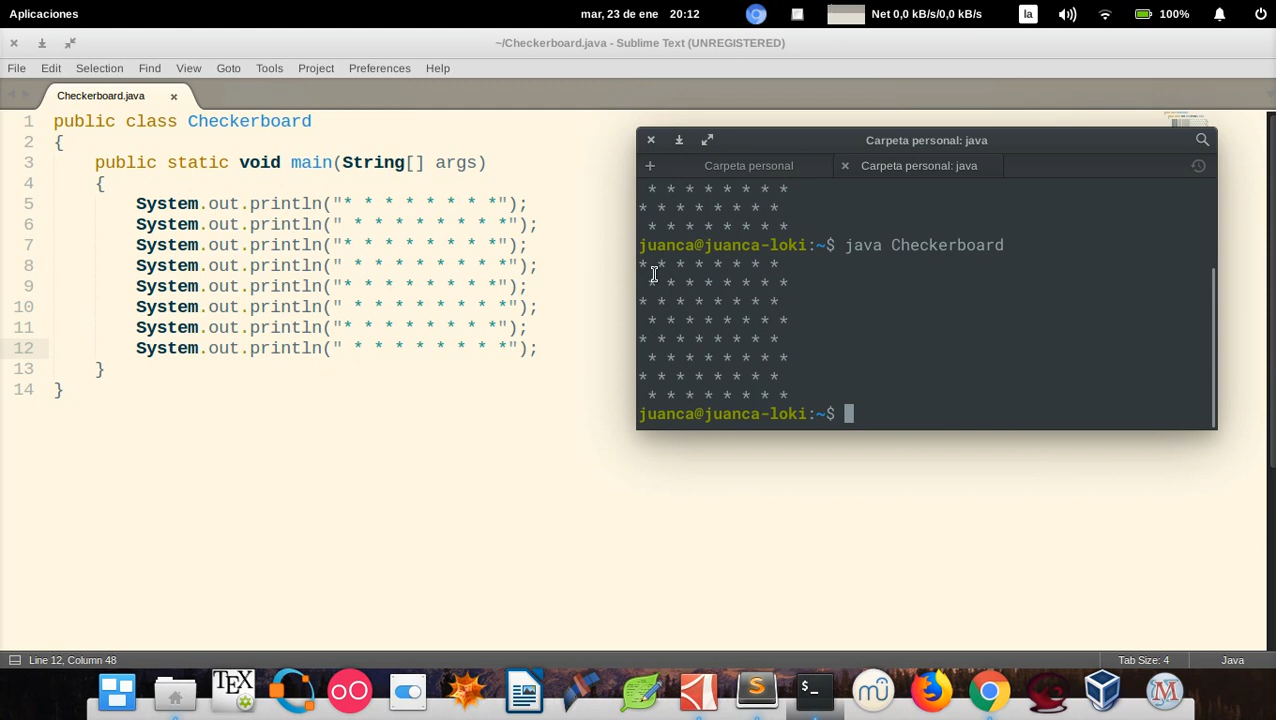 Aplicaciones
mar, 23 de ene 20:12
Net 0,0 kB/s/0,0 kB/s
la
100%
~/Checkerboard.java - Sublime Text (UNREGISTERED)
File Edit Selection Find View Goto Tools Project Preferences Help
Checkerboard.java
1 public class Checkerboard
2 {
3     public static void main(String[] args)
4     {
5         System.out.println("* * * * * * * *");
6         System.out.println(" * * * * * * * *");
7         System.out.println("* * * * * * * *");
8         System.out.println(" * * * * * * * *");
9         System.out.println("* * * * * * * *");
10         System.out.println(" * * * * * * * *");
11         System.out.println("* * * * * * * *");
12         System.out.println(" * * * * * * * *");
13     }
14 }
Carpeta personal: java
Carpeta personal
Carpeta personal: java
 * * * * * * * *
* * * * * * * *
 * * * * * * * *
juanca@juanca-loki:~$ java Checkerboard
* * * * * * * *
 * * * * * * * *
* * * * * * * *
 * * * * * * * *
* * * * * * * *
 * * * * * * * *
* * * * * * * *
 * * * * * * * *
juanca@juanca-loki:~$
Line 12, Column 48
Tab Size: 4
Java
TEX
S
>_
mu
M